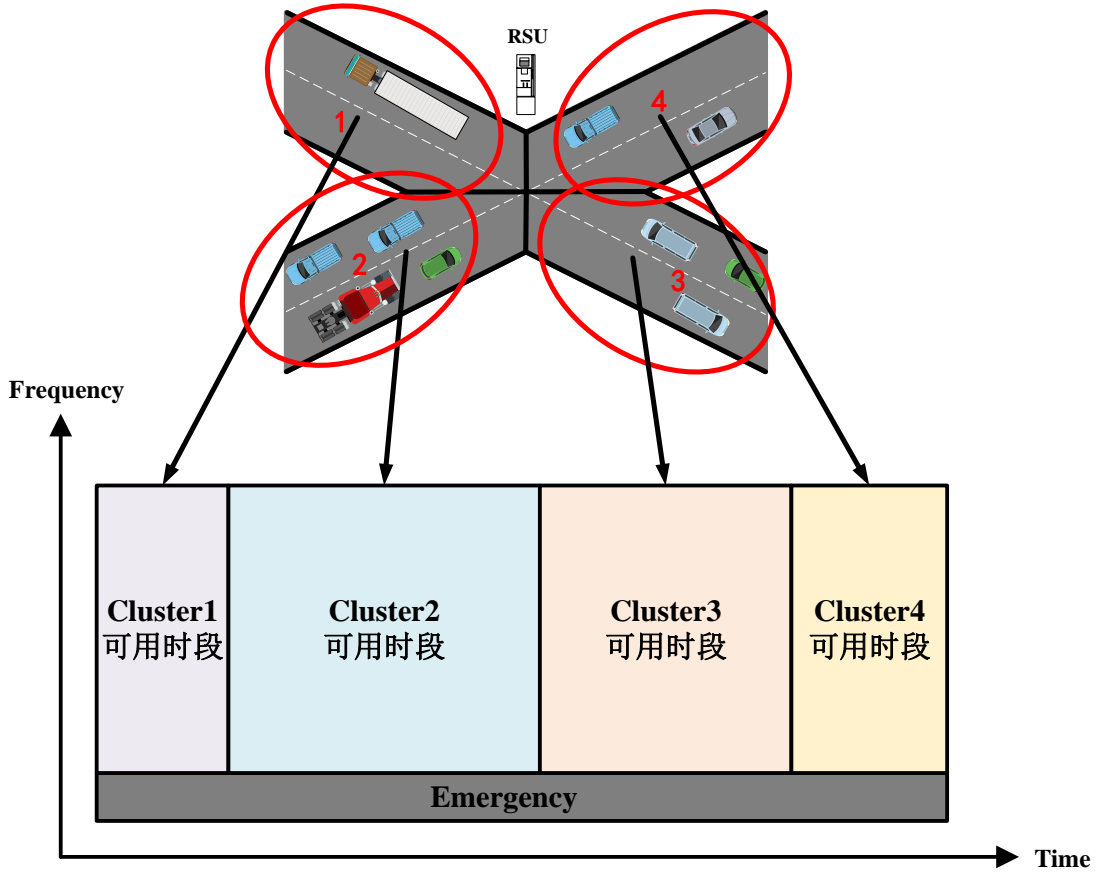 RSU
1
4
2
3
Frequency
Cluster1
可用时段
Cluster2
可用时段
Cluster3
可用时段
Cluster4
可用时段
Emergency
Time